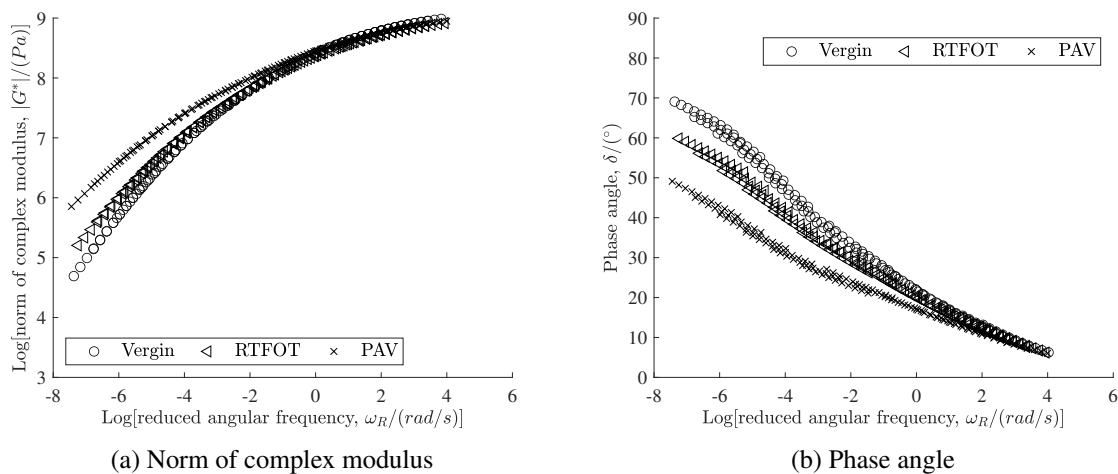 9
8
7
6
5
4
3
Log[norm of complex modulus, |G*|/(Pa)]
Vergin RTFOT PAV
-8 -6 -4 -2 0 2 4 6
Log[reduced angular frequency, ω_R/(rad/s)]
(a) Norm of complex modulus
90
80
70
60
50
40
30
20
10
0
Phase angle, δ/(°)
Vergin RTFOT PAV
-8 -6 -4 -2 0 2 4 6
Log[reduced angular frequency, ω_R/(rad/s)]
(b) Phase angle